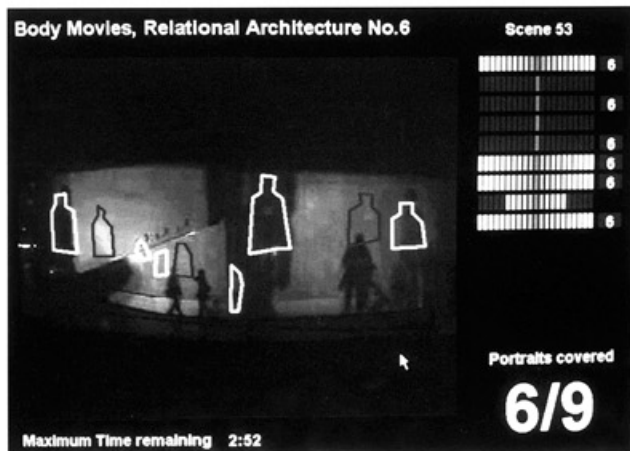 Body Movies, Relational Architecture No.6
Scene 53
6
6
6
6
6
6
Portraits covered
6/9
Maximum Time remaining 2:52